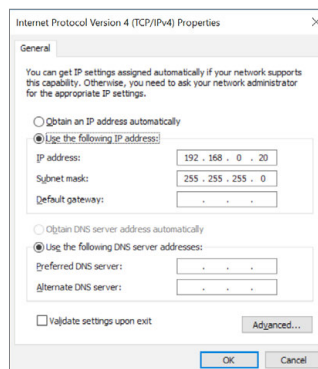 Internet Protocol Version 4 (TCP/IPv4) Properties
General
You can get IP settings assigned automatically if your network supports
this capability. Otherwise, you need to ask your network administrator
for the appropriate IP settings.
Obtain an IP address automatically
Use the following IP address:
IP address: 192 . 168 . 0 . 20
Subnet mask: 255 . 255 . 255 . 0
Default gateway: . . .
Obtain DNS server address automatically
Use the following DNS server addresses:
Preferred DNS server: . . .
Alternate DNS server: . . .
Validate settings upon exit
Advanced...
OK Cancel